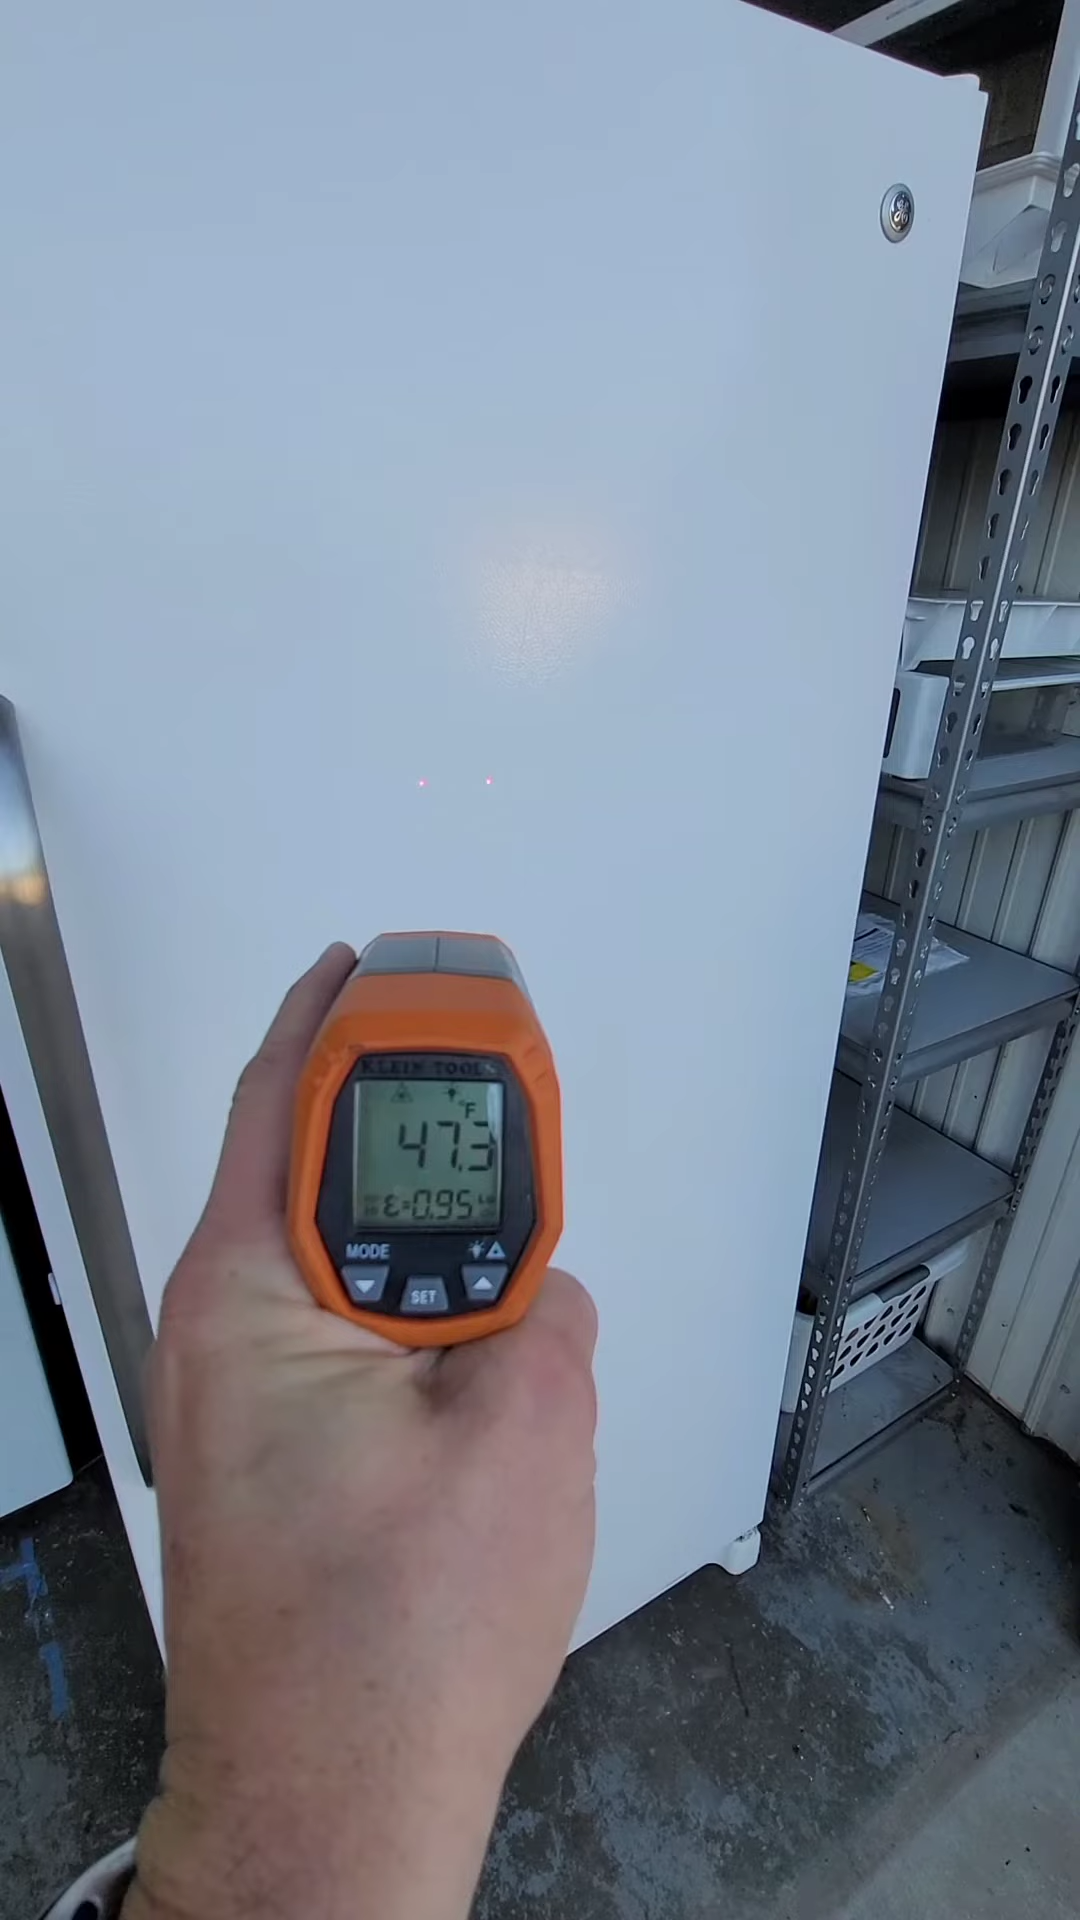 KLEIN TOOLS
°F
47.3
ε=0.95
MODE
SET